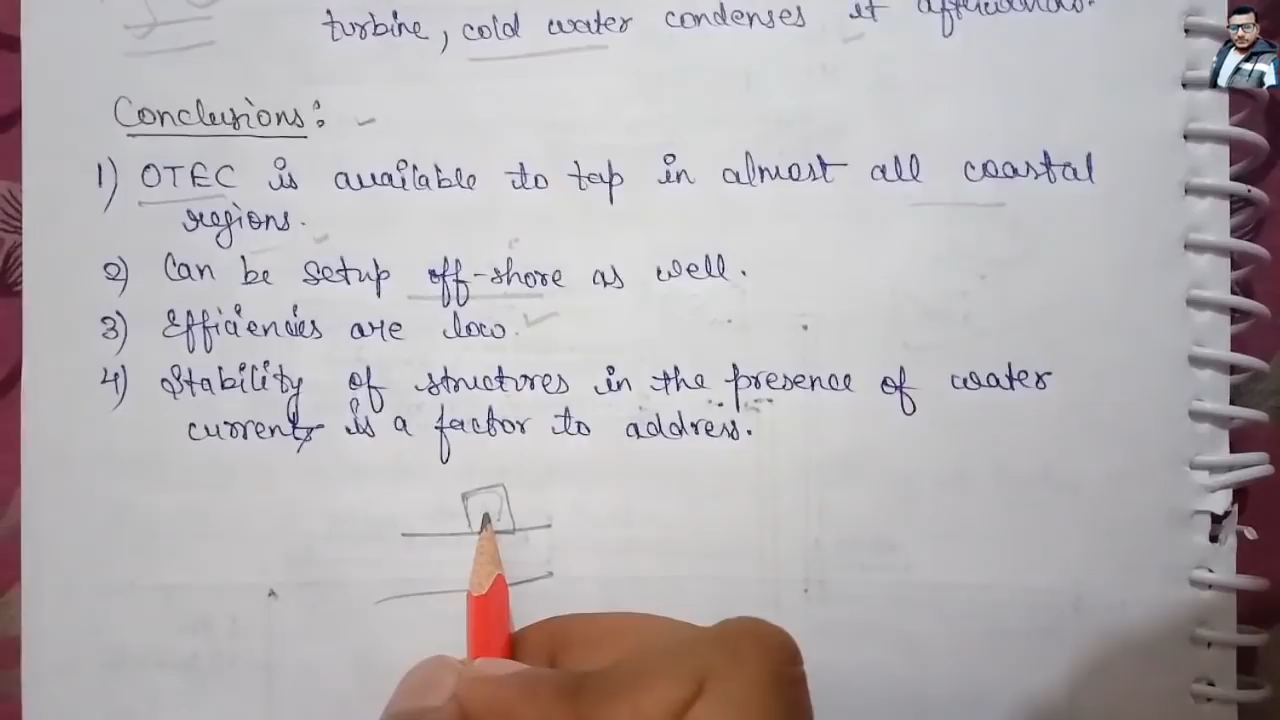 turbine, cold water condenses it afterwards.
Conclusions:
1) OTEC is available to tap in almost all coastal
regions.
2) Can be setup off-shore as well.
3) Efficiencies are low.
4) Stability of structures in the presence of water
currents is a factor to address.